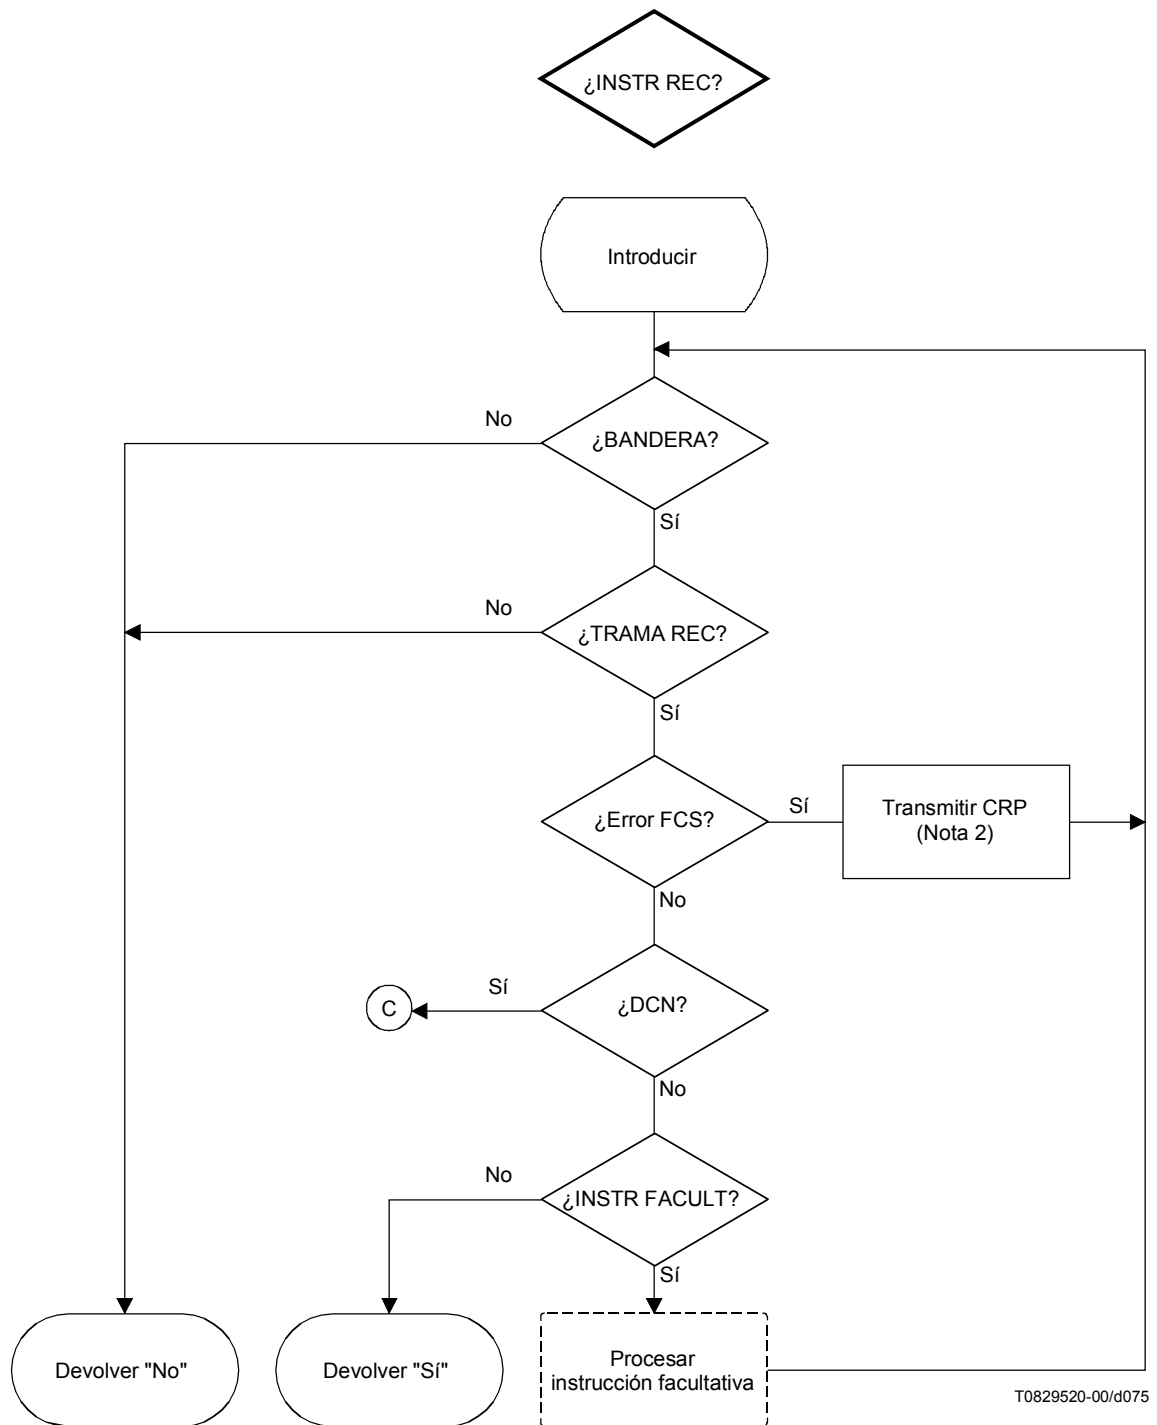 ¿INSTR REC?
Introducir
No
¿BANDERA?
Sí
No
¿TRAMA REC?
Sí
¿Error FCS?
Sí
Transmitir CRP
(Nota 2)
No
C
Sí
¿DCN?
No
No
¿INSTR FACULT?
Sí
Devolver "No"
Devolver "Sí"
Procesar
instrucción facultativa
T0829520-00/d075